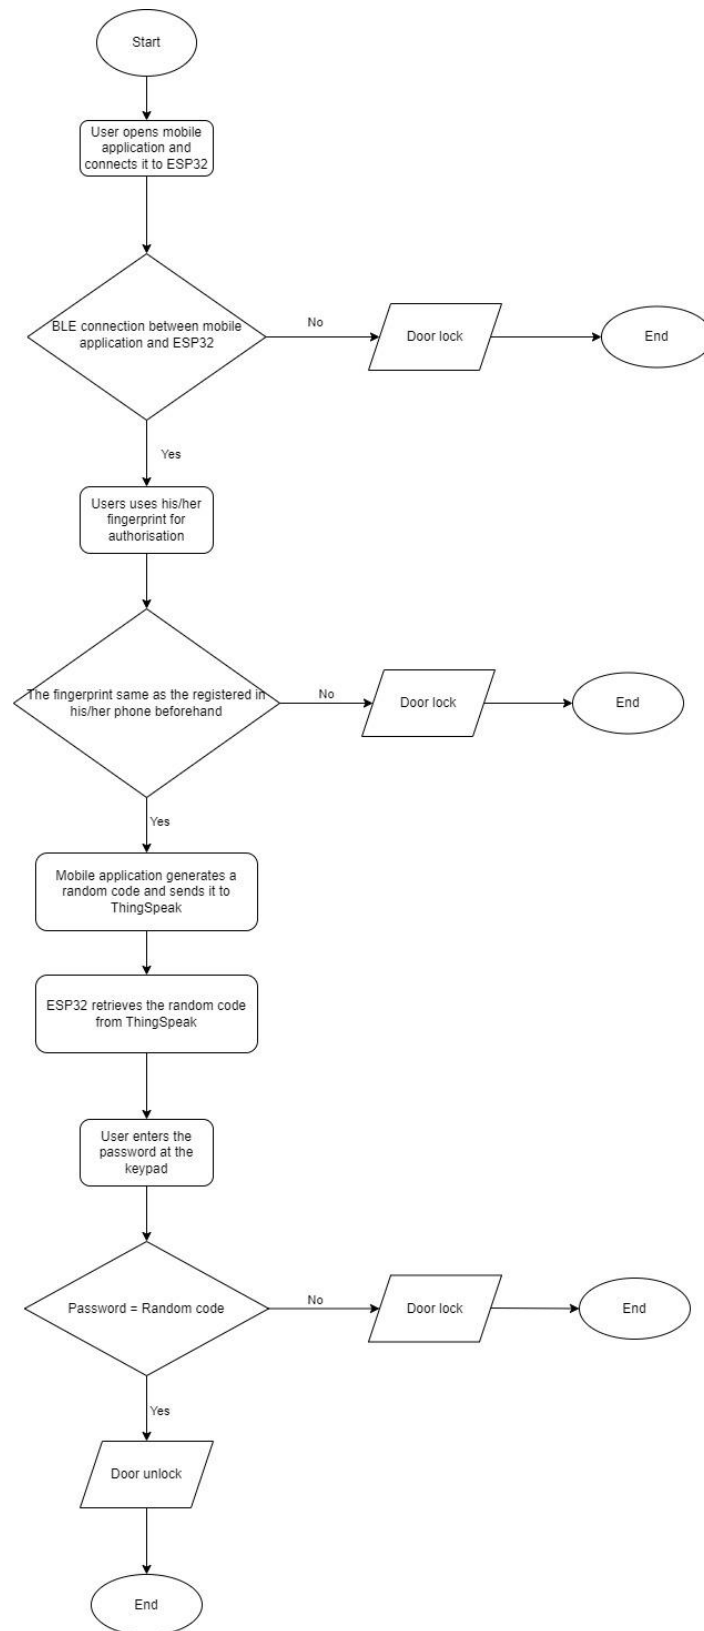 Start
User opens mobile
application and
connects it to ESP32
BLE connection between mobile
application and ESP32
No
Door lock
End
Yes
Users uses his/her
fingerprint for
authorisation
The fingerprint same as the registered in
his/her phone beforehand
No
Door lock
End
Yes
Mobile application generates a
random code and sends it to
ThingSpeak
ESP32 retrieves the random code
from ThingSpeak
User enters the
password at the
keypad
Password = Random code
No
Door lock
End
Yes
Door unlock
End